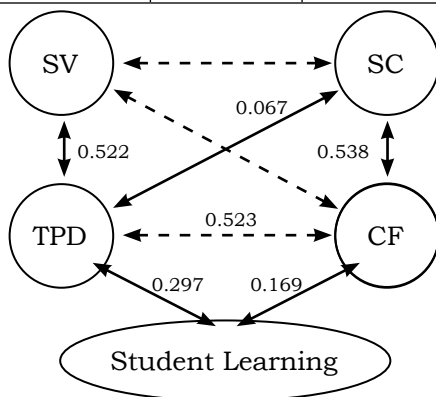 SV
SC
0.067
0.522
0.538
TPD
0.523
CF
0.297
0.169
Student Learning